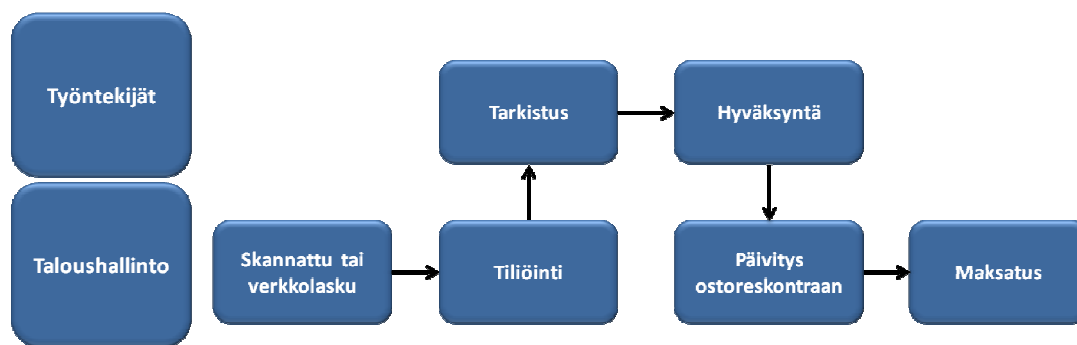 Työntekijät
Tarkistus
Hyväksyntä
Taloushallinto
Skannattu tai
verkkolasku
Tiliöinti
Päivitys
ostoreskontraan
Maksatus